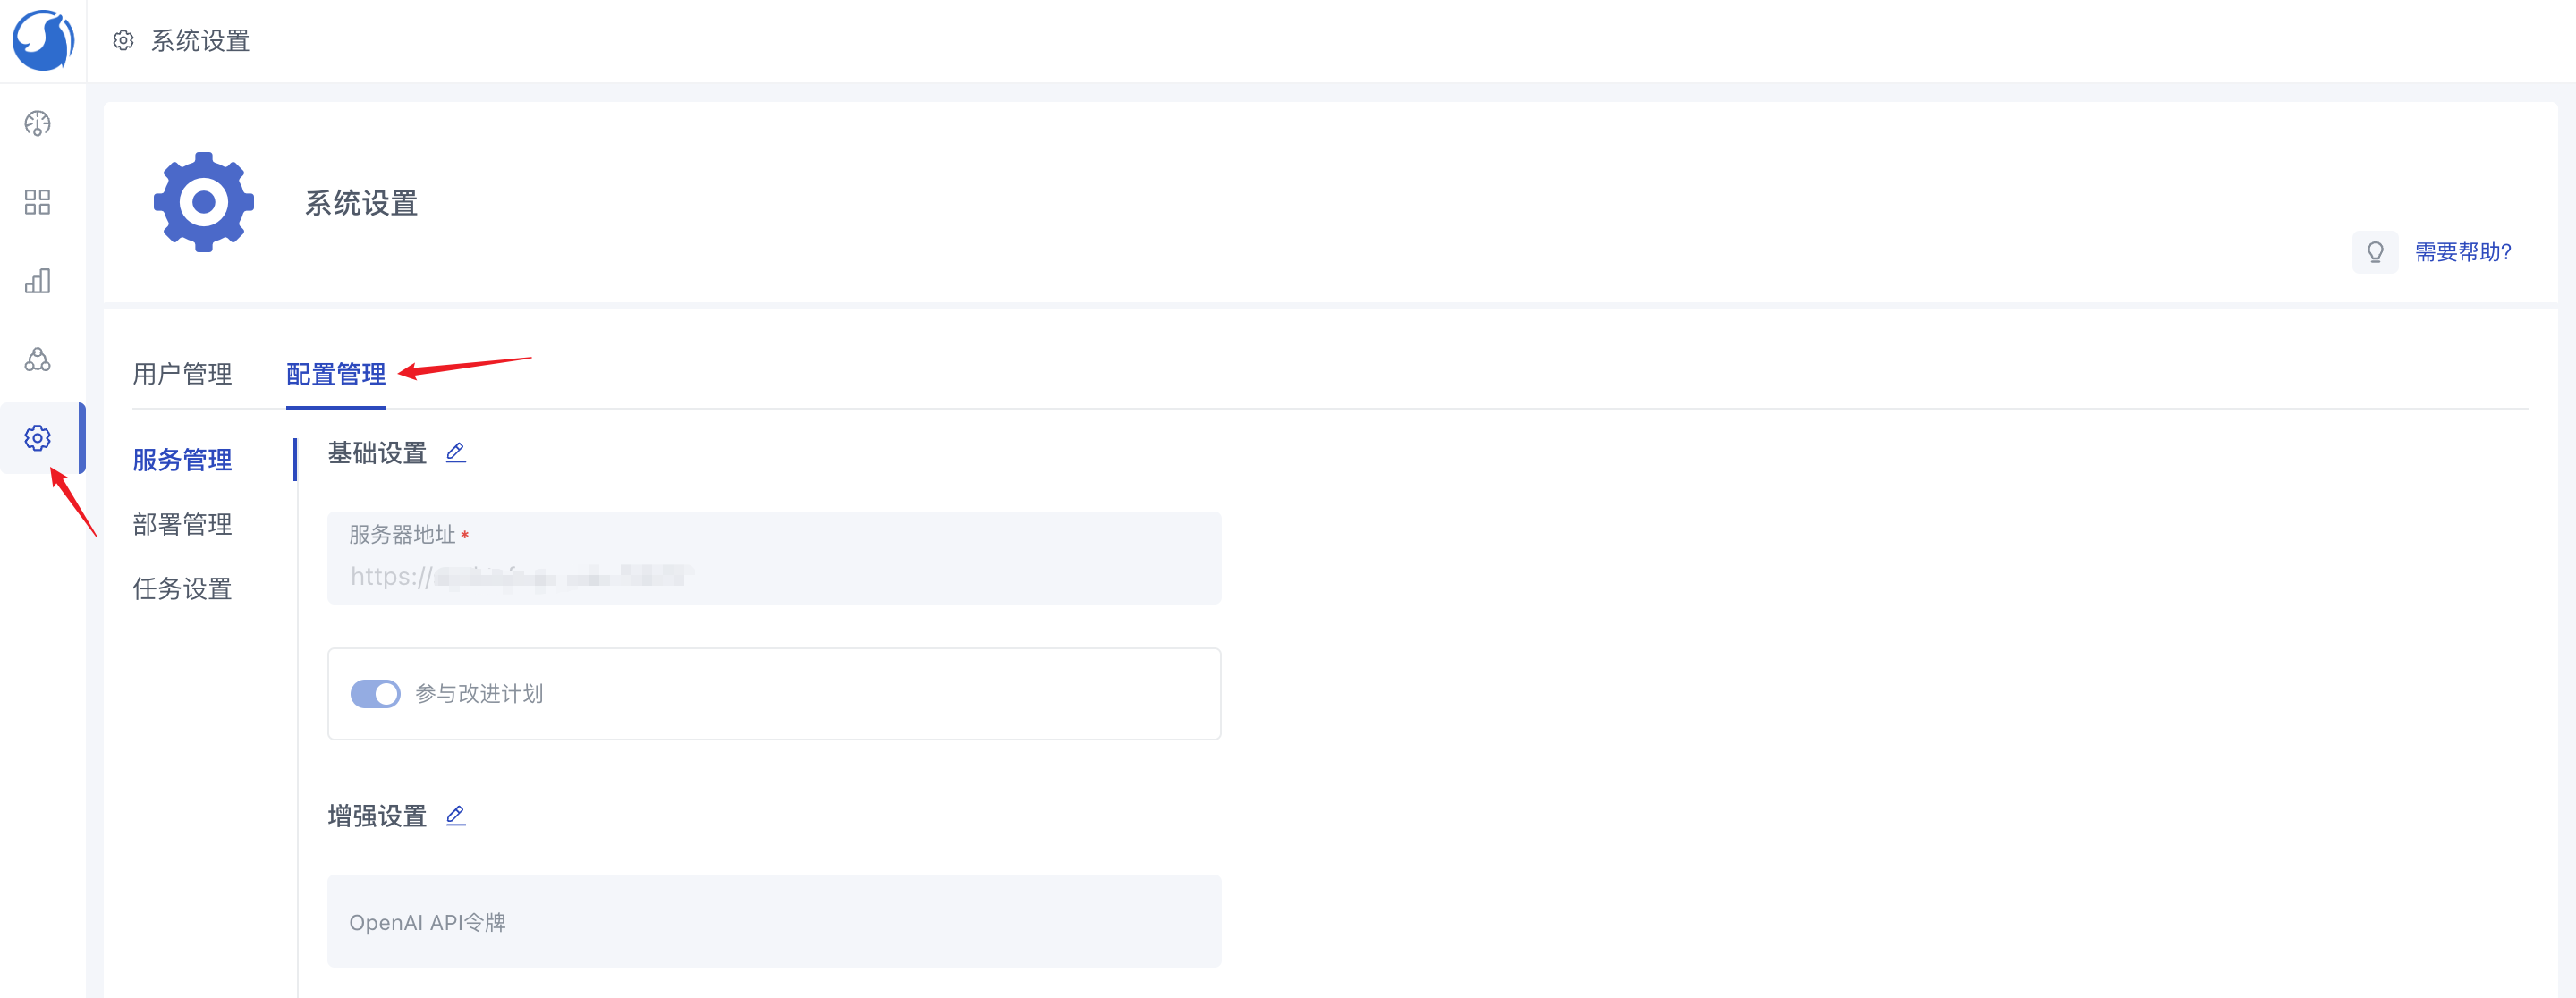 系统设置
系统设置
需要帮助?
用户管理
配置管理
服务管理
部署管理
任务设置
基础设置
服务器地址*
https://
参与改进计划
增强设置
OpenAI API令牌